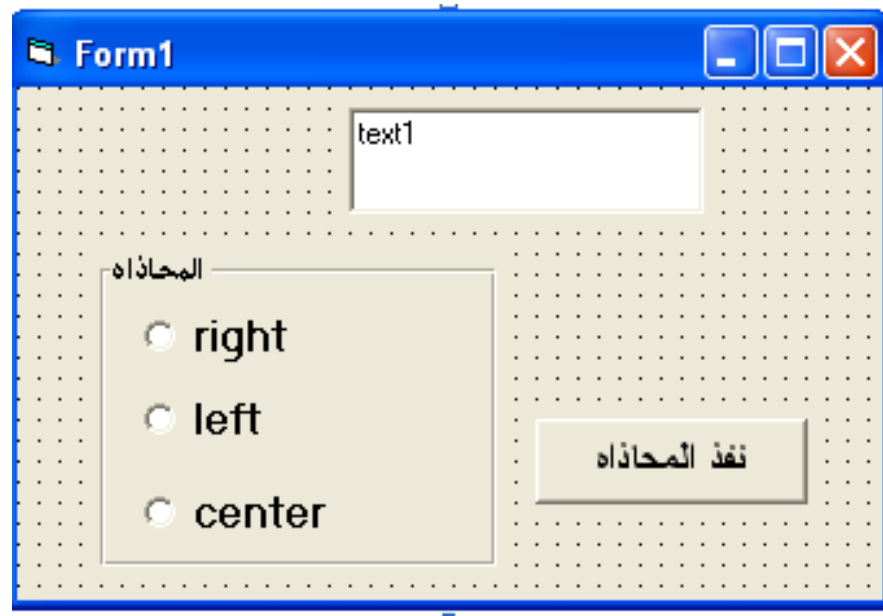 Form1
text1
المحاذاه
right
left
center
نفذ المحاذاه